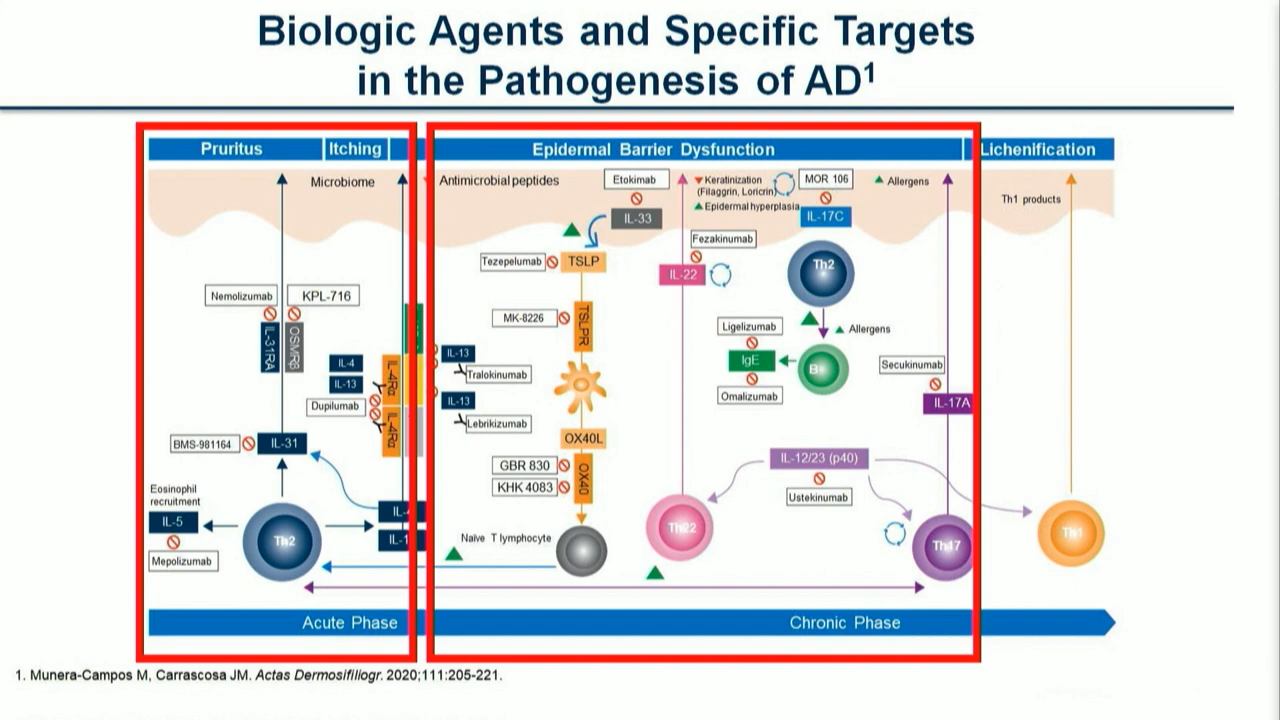 Biologic Agents and Specific Targets
in the Pathogenesis of AD1
Pruritus
Itching
Epidermal Barrier Dysfunction
Lichenification
Microbiome
Antimicrobial peptides
Etokimab
IL-33
Keratinization
(Filaggrin, Loricrin)
Epidermal hyperplasia
MOR 106
IL-17C
Allergens
Th1 products
Tezepelumab
TSLP
Fezakinumab
IL-22
Th2
Nemolizumab
KPL-716
IL-31RA
OSMRβ
MK-8226
TSLPR
Ligelizumab
Allergens
IgE
B
Omalizumab
Secukinumab
IL-17A
IL-4
IL-13
Dupilumab
IL-4Rα
IL-4Rα
IL-13
Tralokinumab
IL-13
Lebrikizumab
OX40L
GBR 830
KHK 4083
OX40
BMS-981164
IL-31
IL-12/23 (p40)
Ustekinumab
Eosinophil
recruitment
IL-5
Mepolizumab
Th2
Naïve T lymphocyte
Th22
Th17
Th1
Acute Phase
Chronic Phase
1. Munera-Campos M, Carrascosa JM. Actas Dermosifiliogr. 2020;111:205-221.